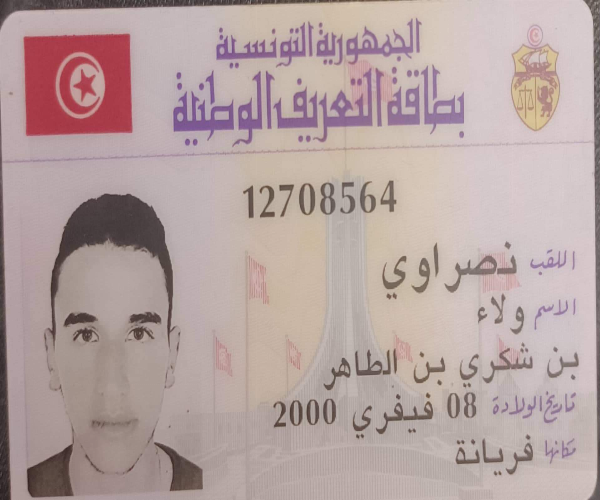 الجمهورية التونسية
بطاقة التعريف الوطنية
12708564
اللقب نصراوي
الاسم ولاء
بن شكري بن الطاهر
تاريخ الولادة 08 فيفري 2000
مكانها فريانة